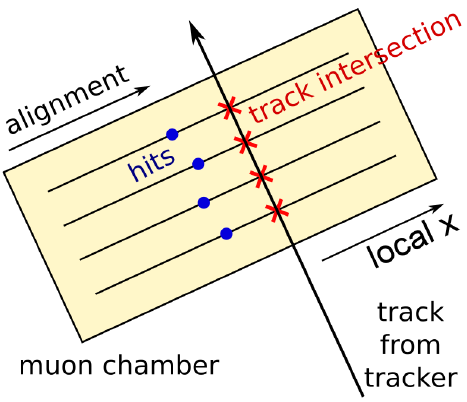 alignment
track intersection
hits
local x
muon chamber
track
from
tracker